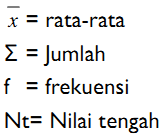 x̅ = rata-rata
Σ = Jumlah
f = frekuensi
Nt= Nilai tengah